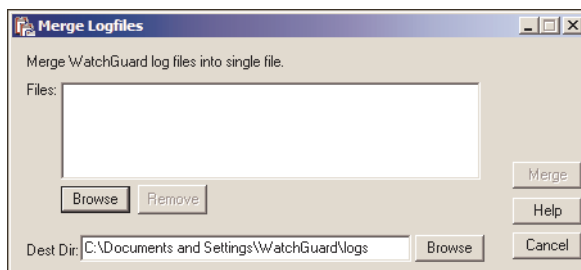 Merge Logfiles
Merge WatchGuard log files into single file.
Files:
Merge
Browse Remove
Help
Dest Dir: C:\Documents and Settings\WatchGuard\logs Browse Cancel